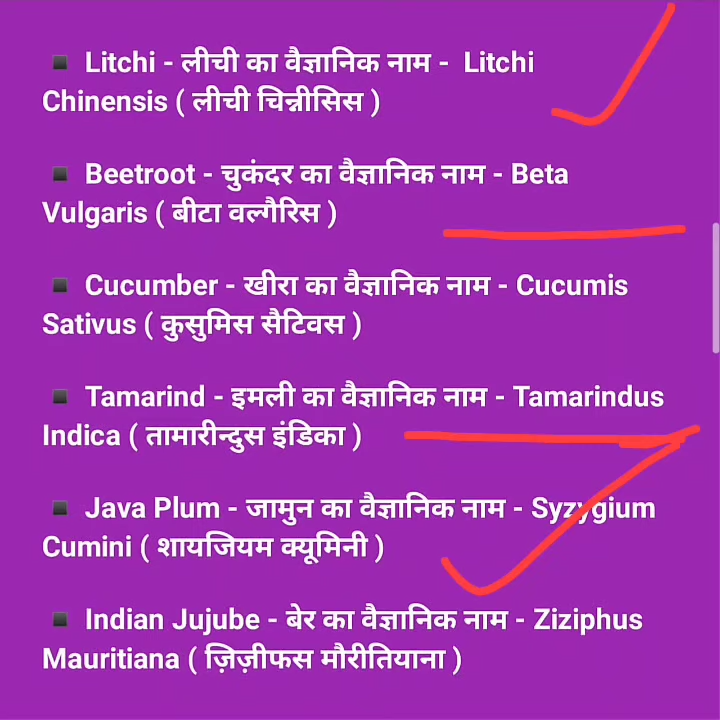 ▪ Litchi - लीची का वैज्ञानिक नाम - Litchi
Chinensis ( लीची चिन्नीसिस )
▪ Beetroot - चुकंदर का वैज्ञानिक नाम - Beta
Vulgaris ( बीटा वल्गैरिस )
▪ Cucumber - खीरा का वैज्ञानिक नाम - Cucumis
Sativus ( कुसुमिस सैटिवस )
▪ Tamarind - इमली का वैज्ञानिक नाम - Tamarindus
Indica ( तामारीन्दुस इंडिका )
▪ Java Plum - जामुन का वैज्ञानिक नाम - Syzygium
Cumini ( शायजियम क्यूमिनी )
▪ Indian Jujube - बेर का वैज्ञानिक नाम - Ziziphus
Mauritiana ( ज़िज़ीफस मौरीतियाना )